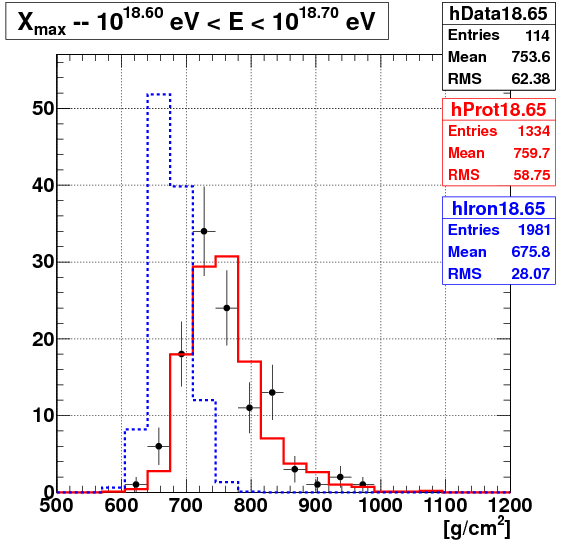 X_max -- 10^18.60 eV < E < 10^18.70 eV
hData18.65
Entries 114
Mean 753.6
RMS 62.38
hProt18.65
Entries 1334
Mean 759.7
RMS 58.75
hIron18.65
Entries 1981
Mean 675.8
RMS 28.07
50
40
30
20
10
0
500 600 700 800 900 1000 1100 1200
[g/cm^2]